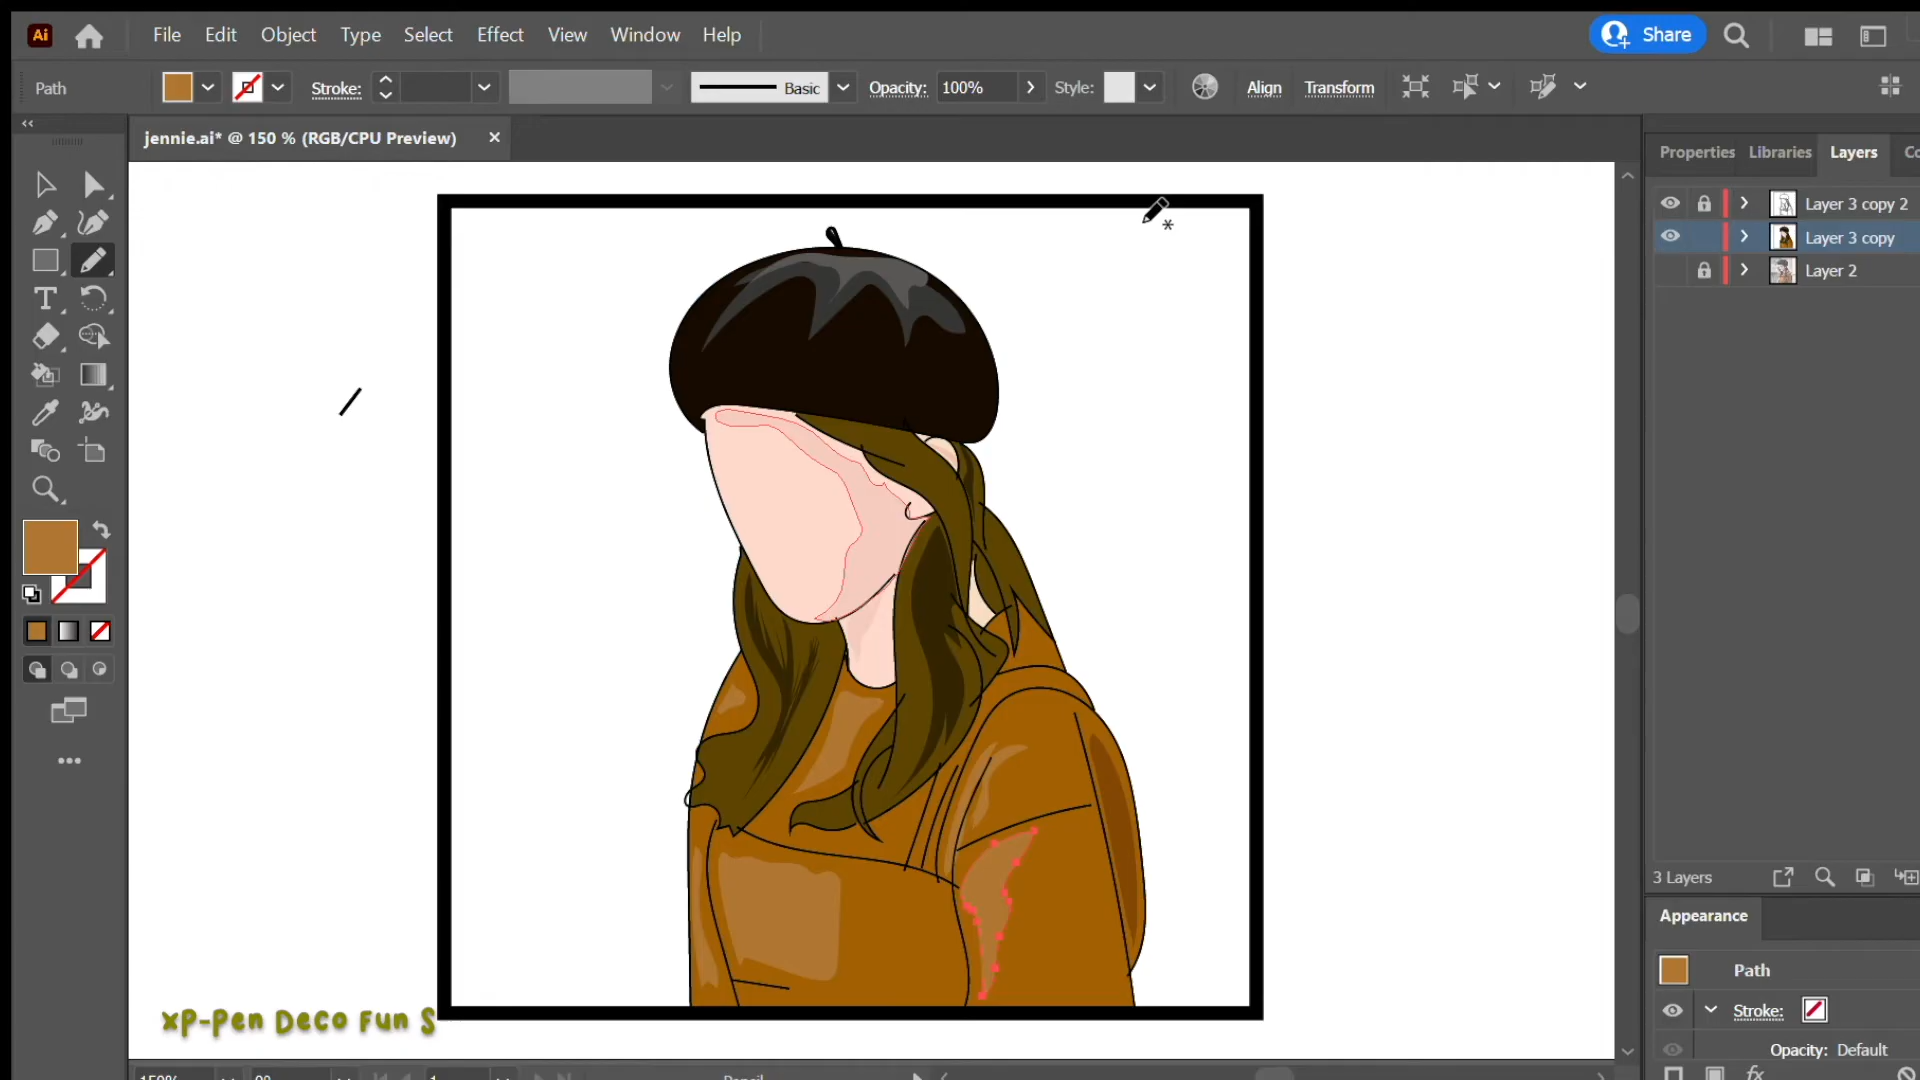 Ai File Edit Object Type Select Effect View Window Help Share
Path Stroke: Basic Opacity: 100% Style: Align Transform
jennie.ai* @ 150 % (RGB/CPU Preview) ×
Properties Libraries Layers Co
Layer 3 copy 2
Layer 3 copy
Layer 2
3 Layers
Appearance
Path
Stroke:
Opacity: Default
fx
XP-Pen Deco Fun S